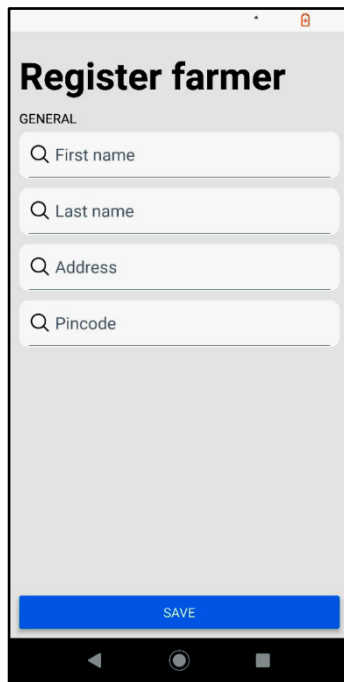 Register farmer
GENERAL
First name
Last name
Address
Pincode
SAVE